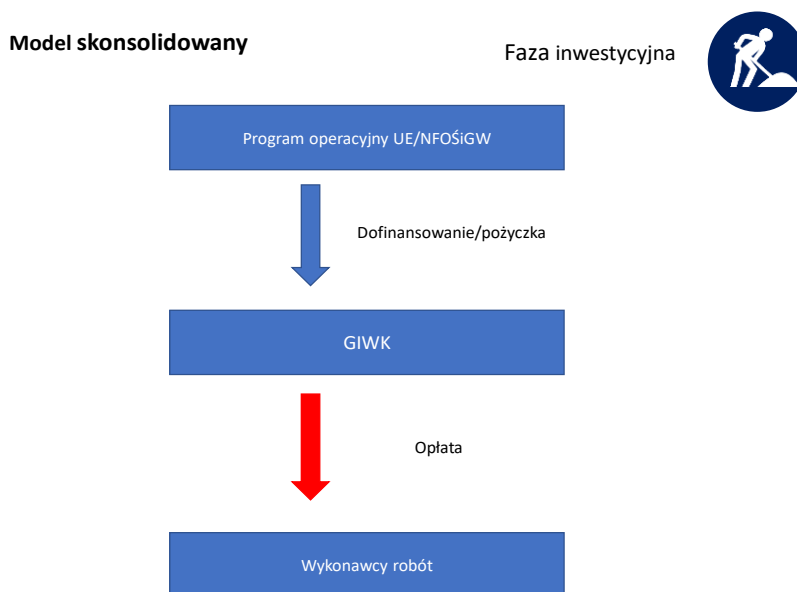 Model skonsolidowany
Faza inwestycyjna
Program operacyjny UE/NFOŚiGW
Dofinansowanie/pożyczka
GIWK
Opłata
Wykonawcy robót